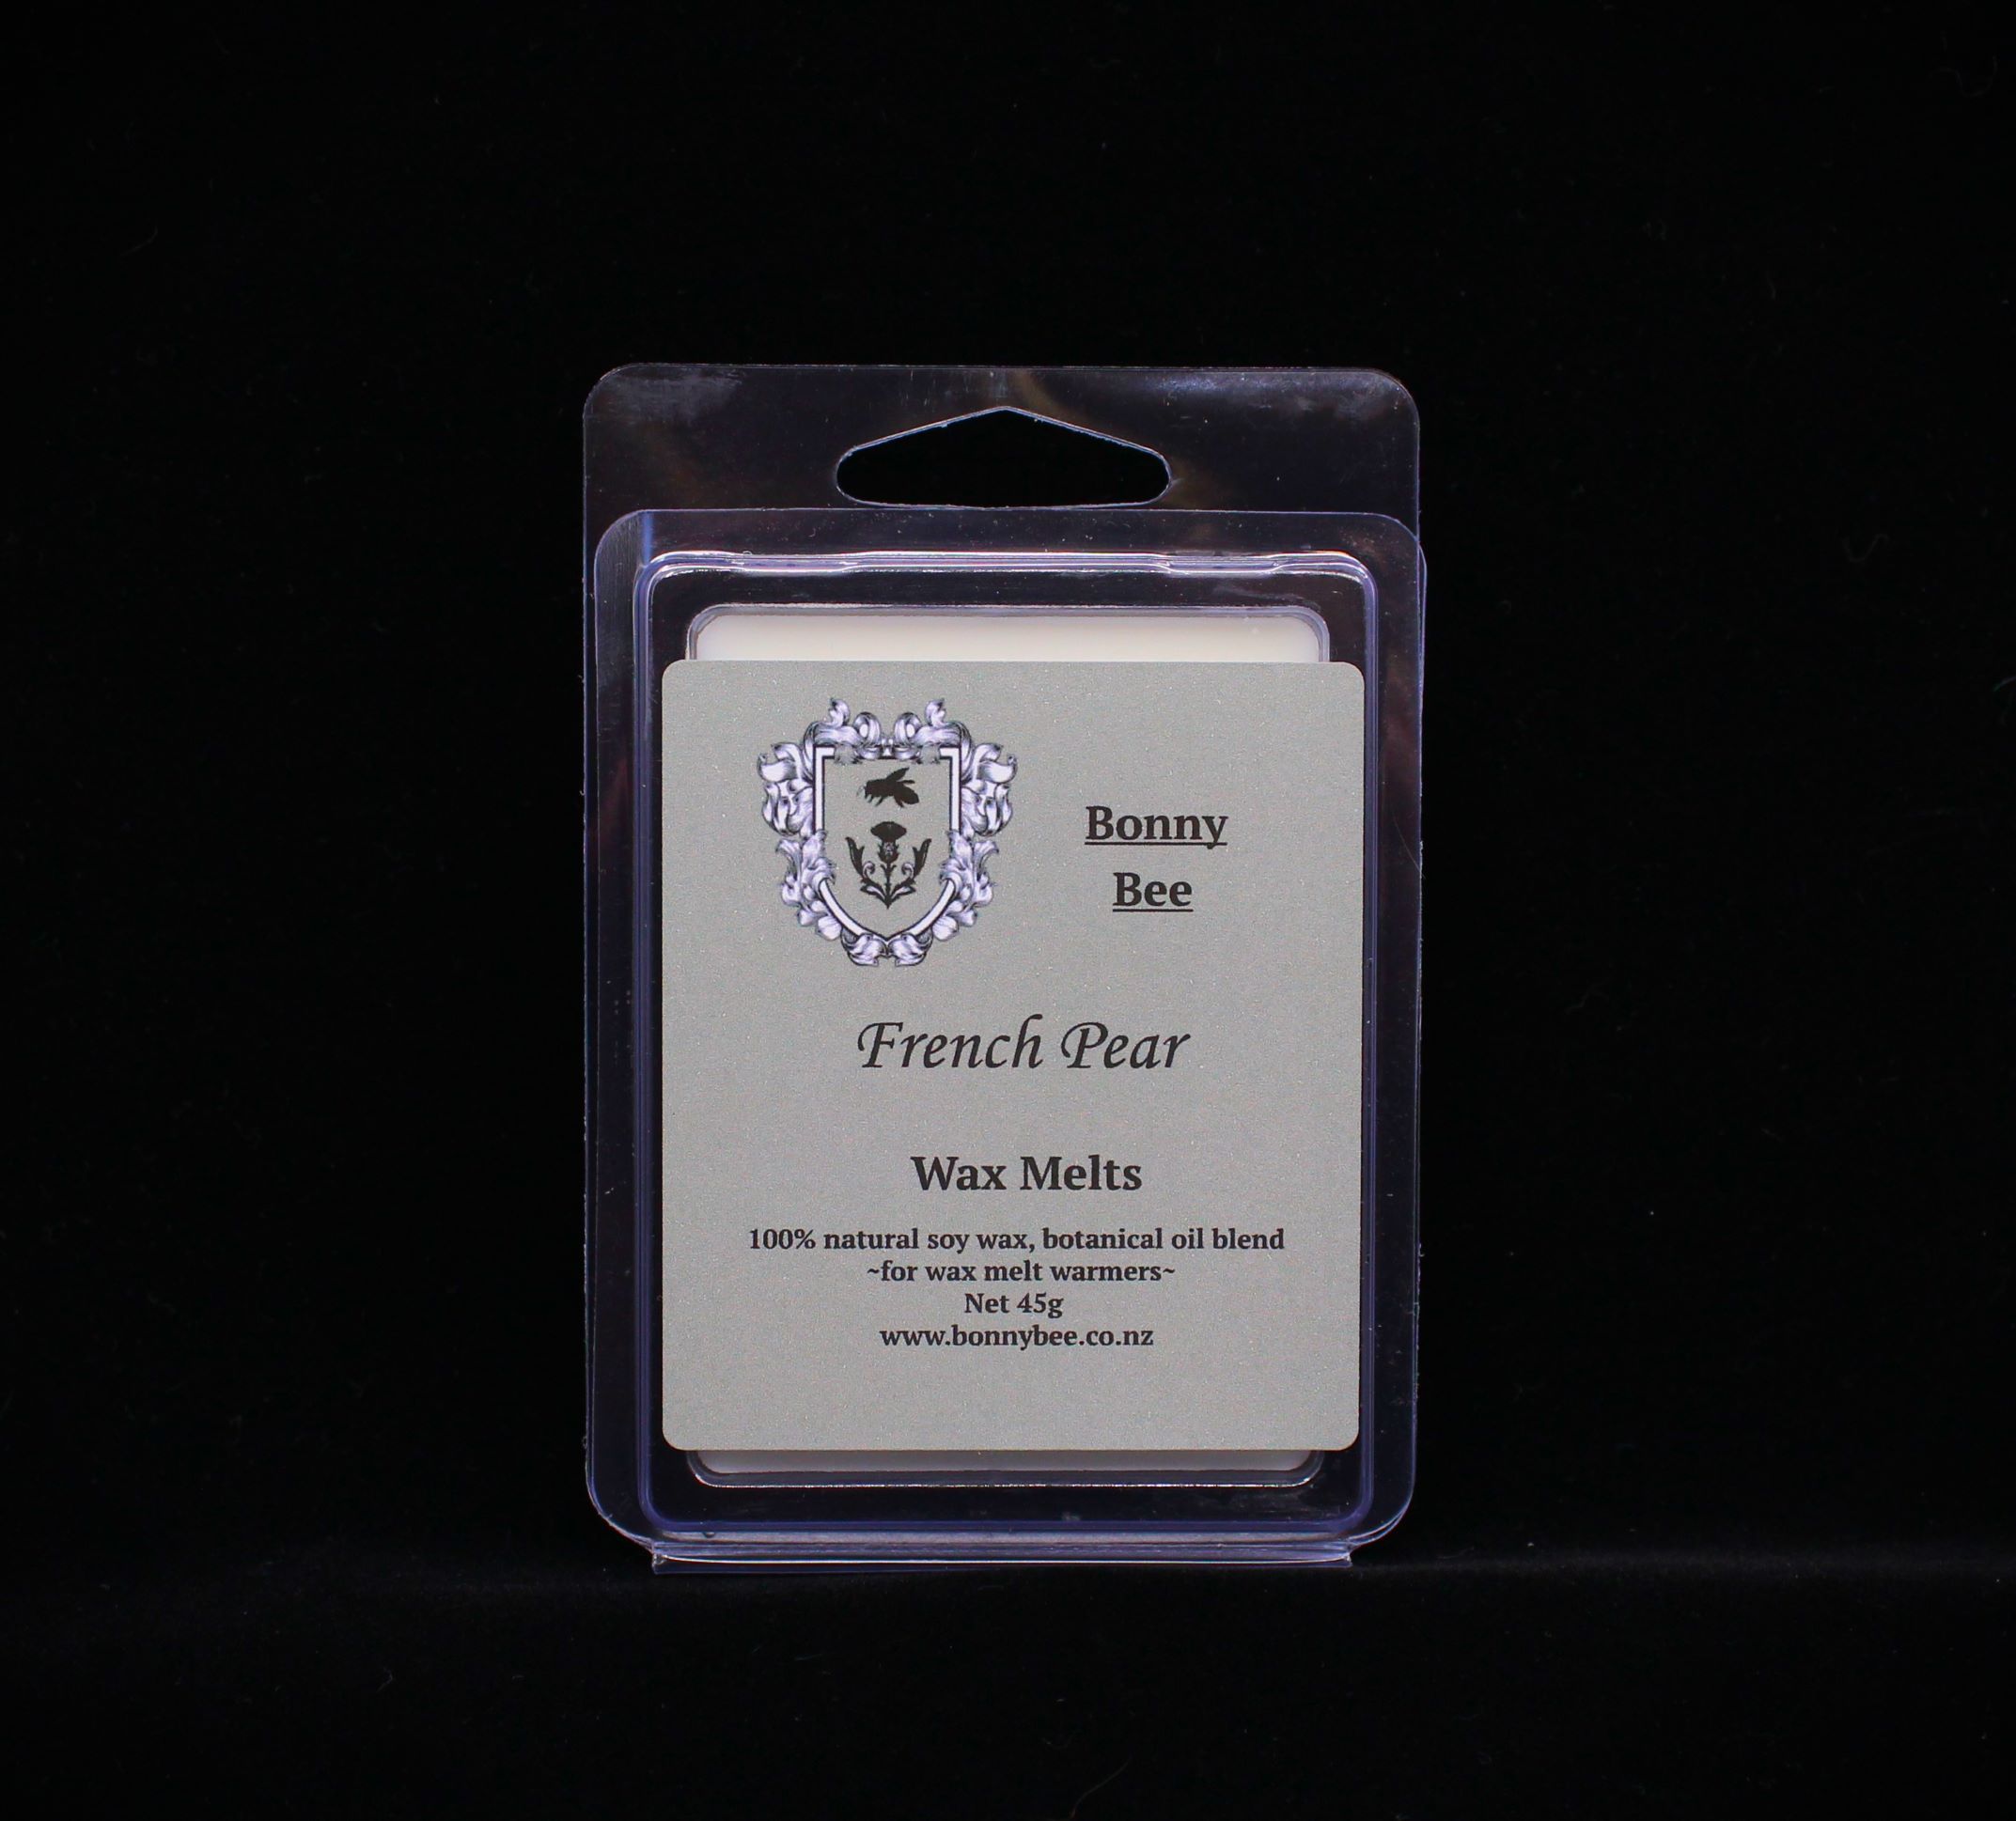 Bonny
Bee
French Pear
Wax Melts
100% natural soy wax, botanical oil blend
~for wax melt warmers~
Net 45g
www.bonnybee.co.nz